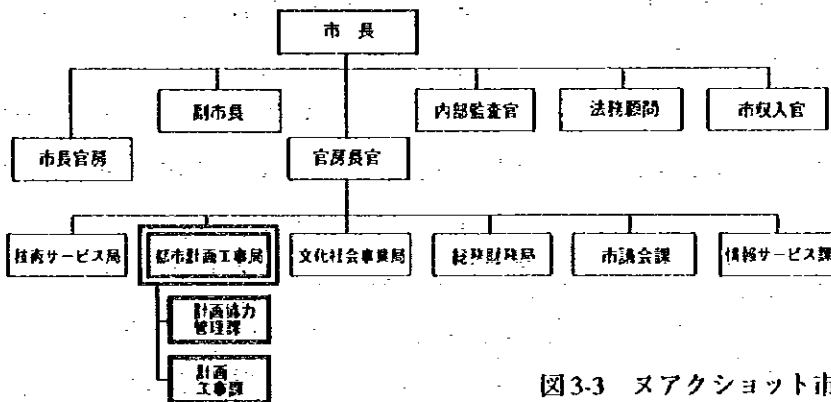 市 長
副市長
内部監査官
法務顧問
市収入官
市長官房
官房長官
技術サービス局
都市計画工事局
文化社会事業局
総務財務局
市議会課
情報サービス課
計画協力
管理課
計画
工事課
図3-3 ヌアクショット市